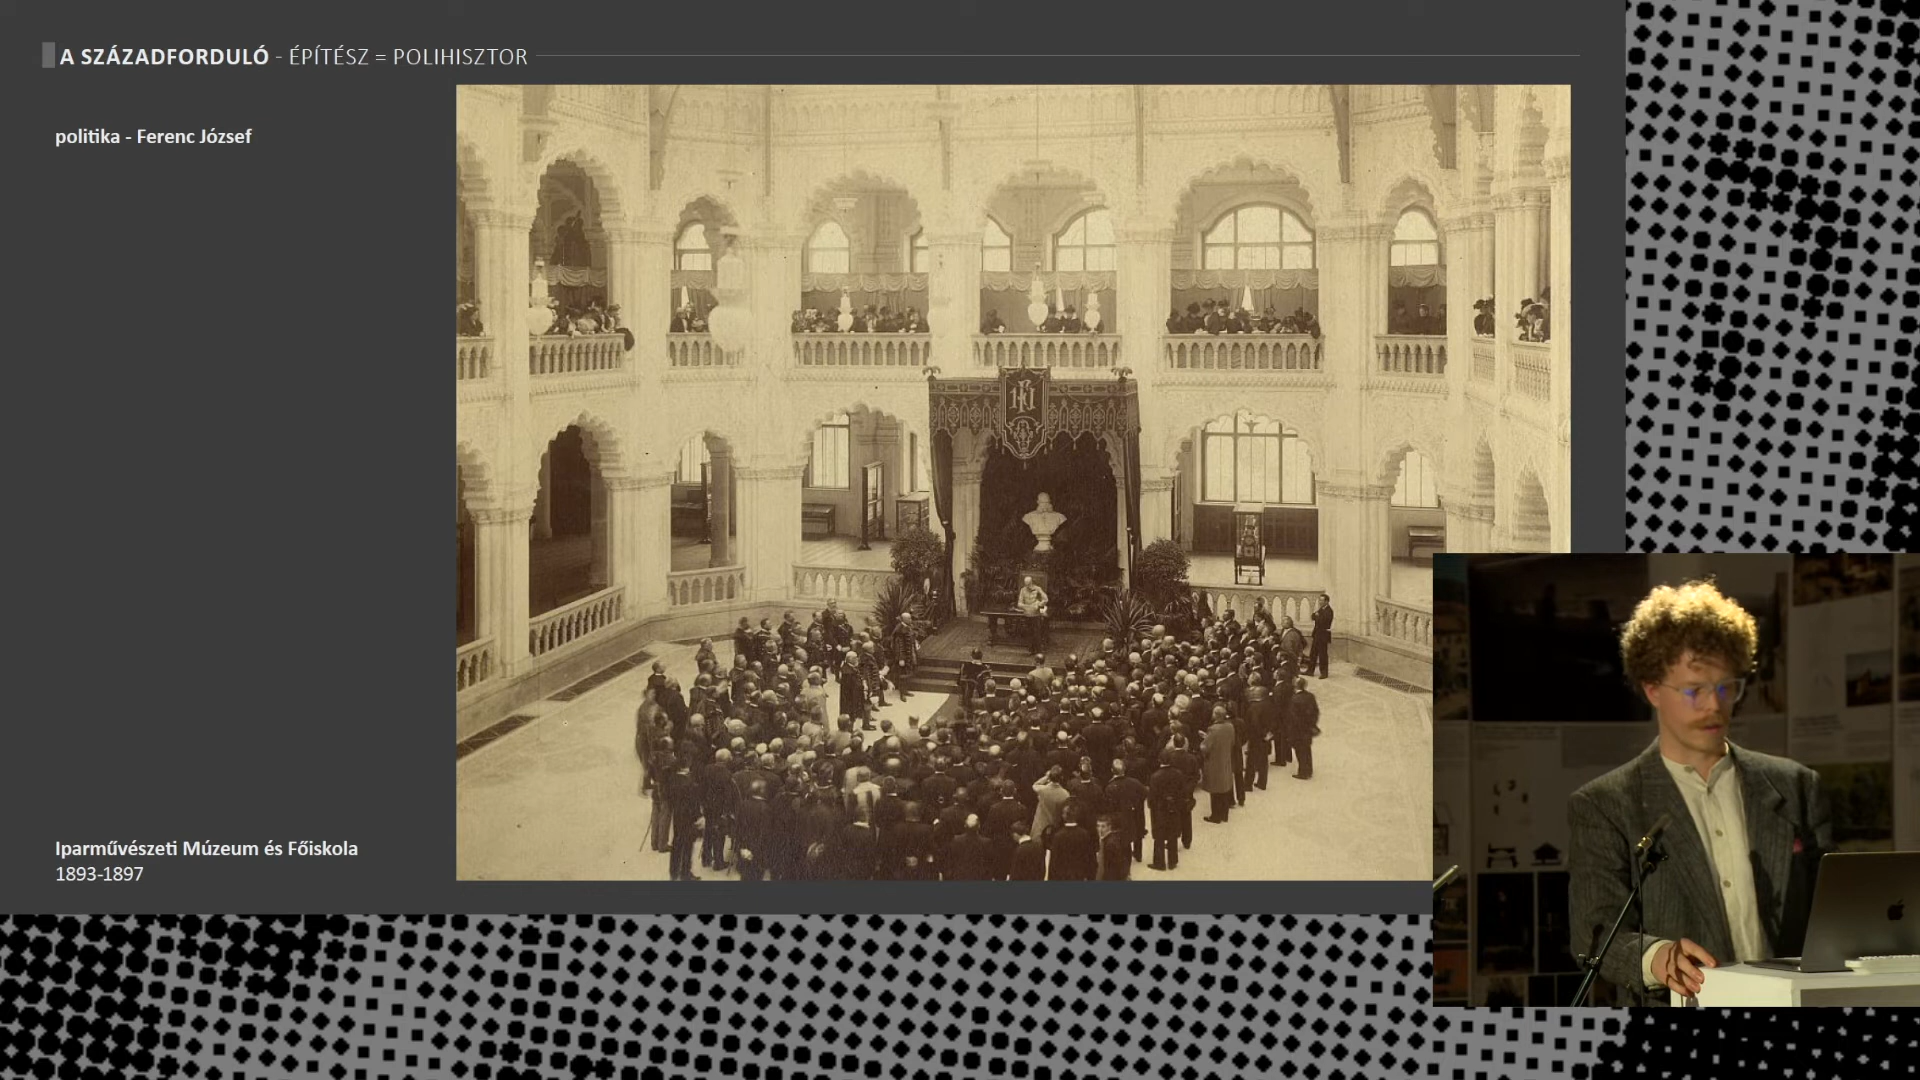 A SZÁZADFORDULÓ - ÉPÍTÉSZ = POLIHISZTOR
politika - Ferenc József
Iparművészeti Múzeum és Főiskola
1893-1897